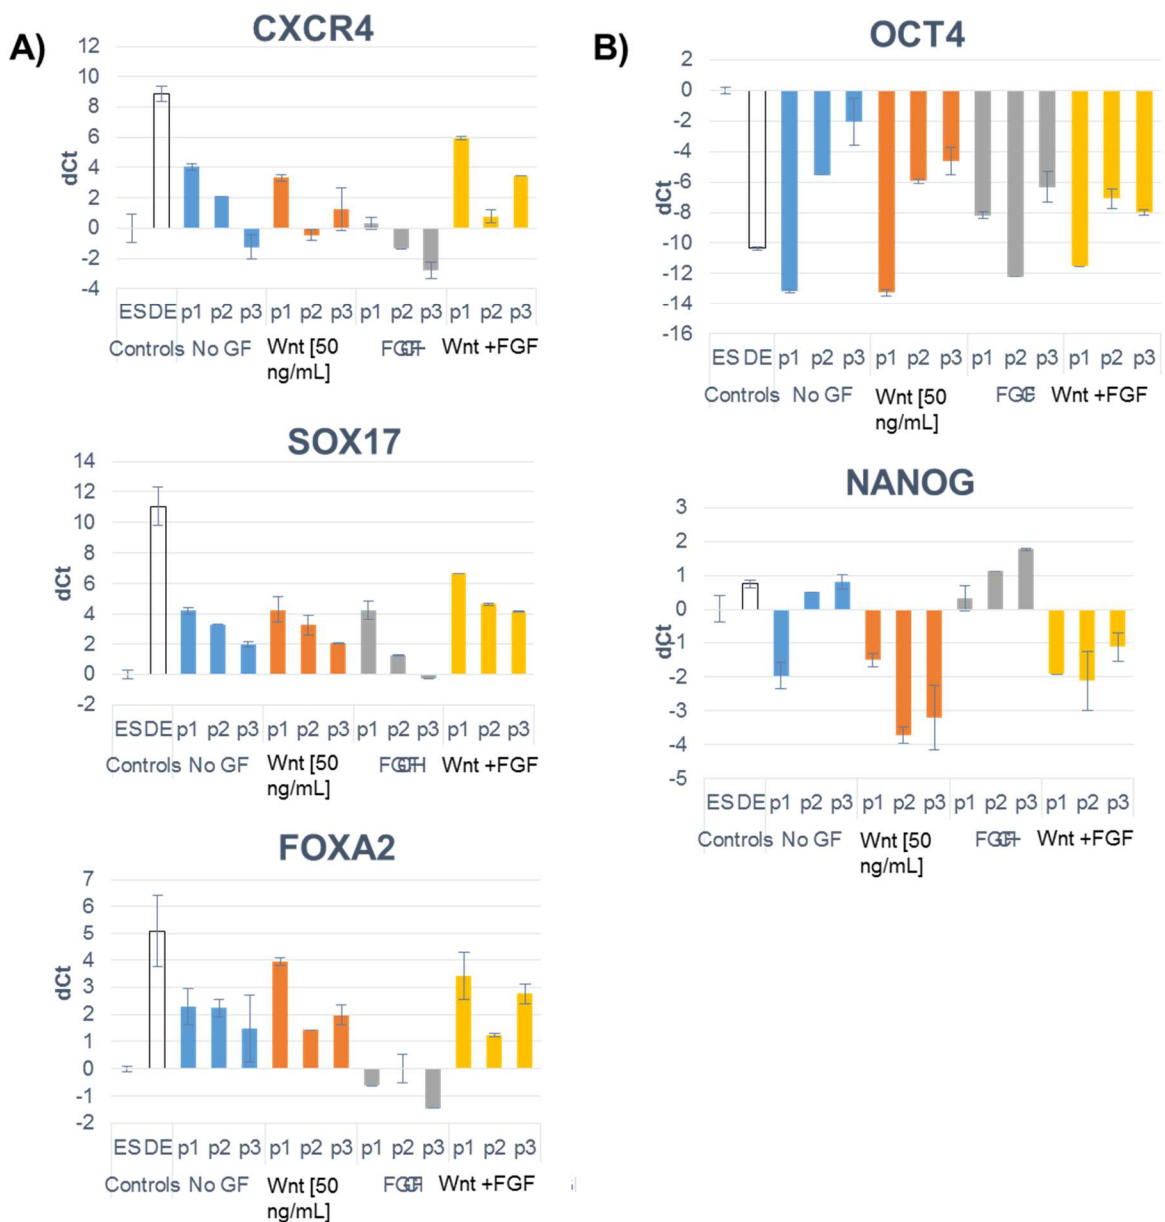 A)
CXCR4
12
10
8
6
4
2
0
-2
-4
dCt
ES DE p1 p2 p3 p1 p2 p3 p1 p2 p3 p1 p2 p3
Controls No GF Wnt [50 ng/mL] Wnt +FGF
SOX17
14
12
10
8
6
4
2
0
-2
dCt
ES DE p1 p2 p3 p1 p2 p3 p1 p2 p3 p1 p2 p3
Controls No GF Wnt [50 ng/mL] Wnt +FGF
FOXA2
7
6
5
4
3
2
1
0
-1
-2
dCt
ES DE p1 p2 p3 p1 p2 p3 p1 p2 p3 p1 p2 p3
Controls No GF Wnt [50 ng/mL] Wnt +FGF
B)
OCT4
2
0
-2
-4
-6
-8
-10
-12
-14
-16
dCt
ES DE p1 p2 p3 p1 p2 p3 p1 p2 p3 p1 p2 p3
Controls No GF Wnt [50 ng/mL] Wnt +FGF
NANOG
3
2
1
0
-1
-2
-3
-4
-5
dCt
ES DE p1 p2 p3 p1 p2 p3 p1 p2 p3 p1 p2 p3
Controls No GF Wnt [50 ng/mL] Wnt +FGF